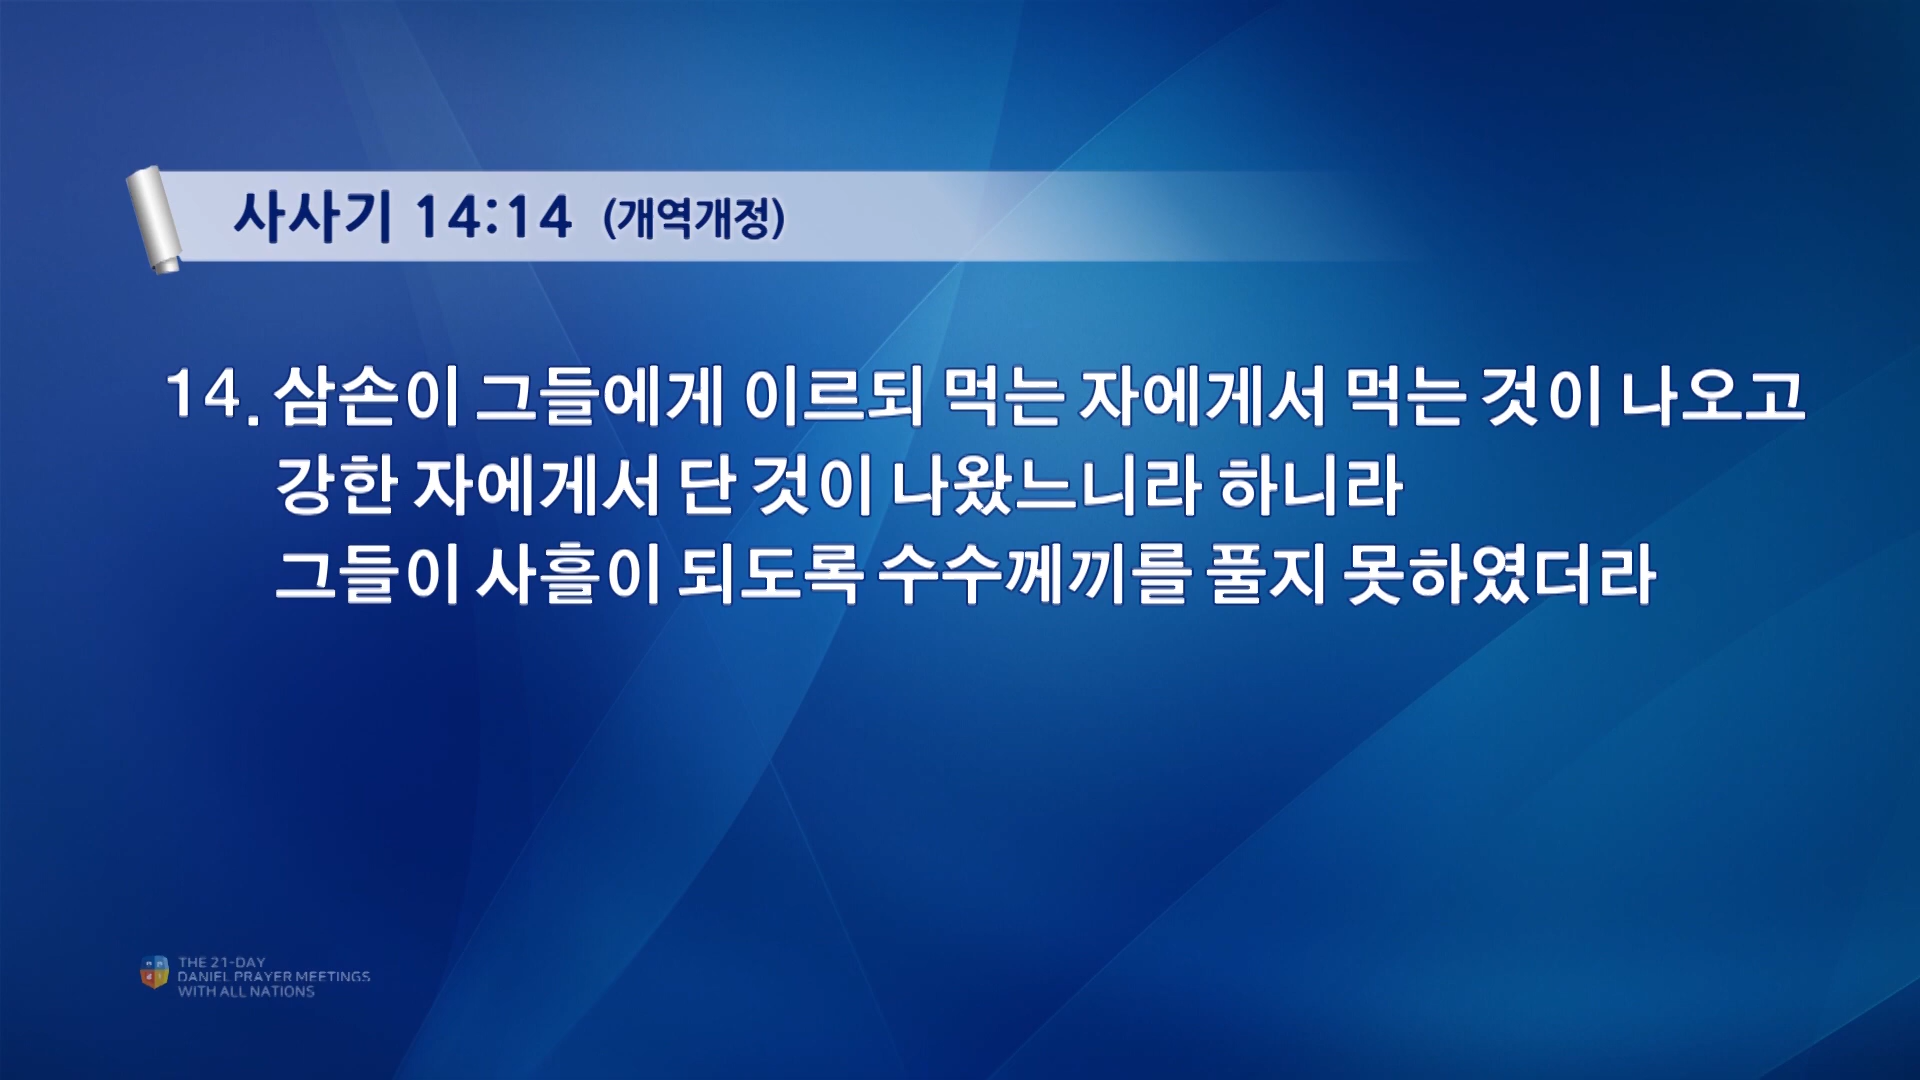 사사기 14:14 (개역개정)
14. 삼손이 그들에게 이르되 먹는 자에게서 먹는 것이 나오고
강한 자에게서 단 것이 나왔느니라 하니라
그들이 사흘이 되도록 수수께끼를 풀지 못하였더라
THE 21-DAY
DANIEL PRAYER MEETINGS
WITH ALL NATIONS